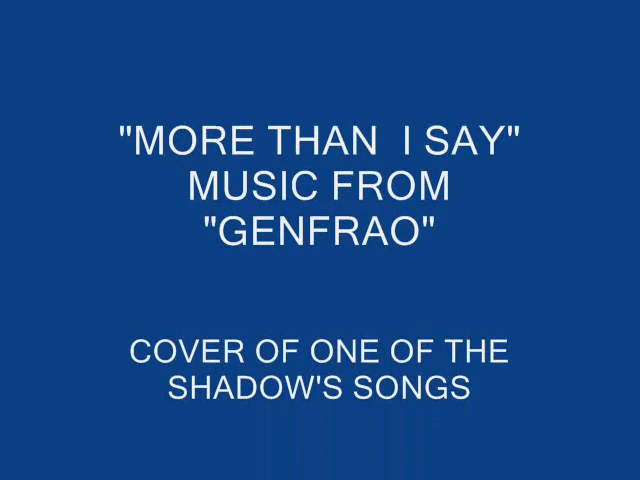 "MORE THAN  I SAY"
MUSIC FROM
"GENFRAO"
COVER OF ONE OF THE
SHADOW'S SONGS